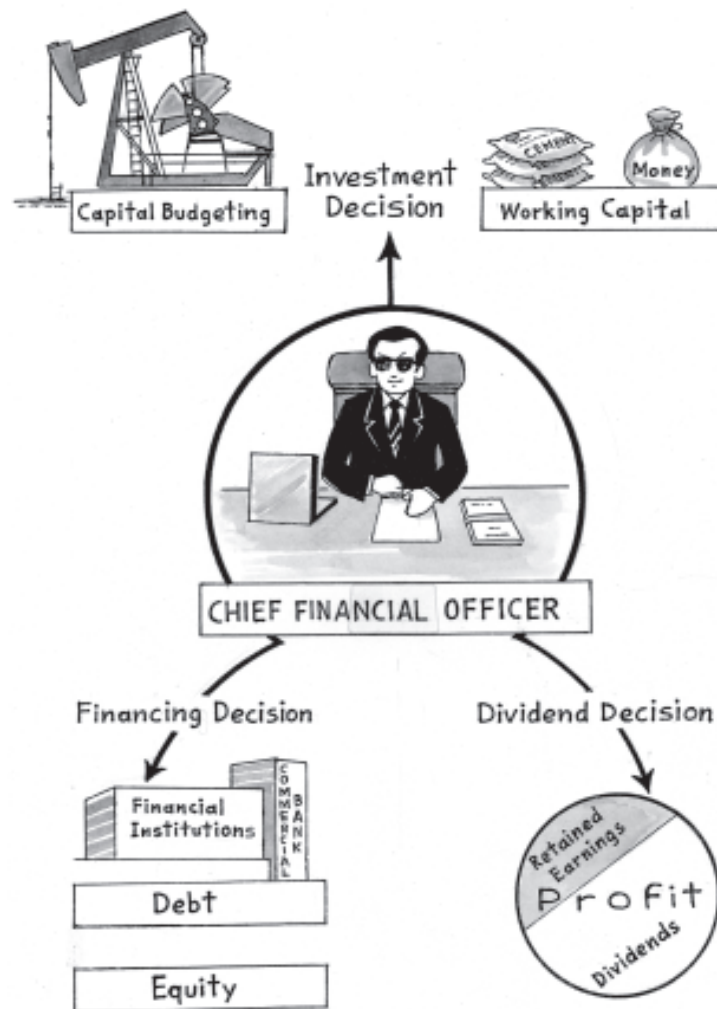 CEMENT
CEMENT
Money
Capital Budgeting
Investment
Decision
Working Capital
CHIEF FINANCIAL OFFICER
Financing Decision
Dividend Decision
Financial
Institutions
COMMERCIAL
BANK
Debt
Equity
Retained
Earnings
Profit
Dividends